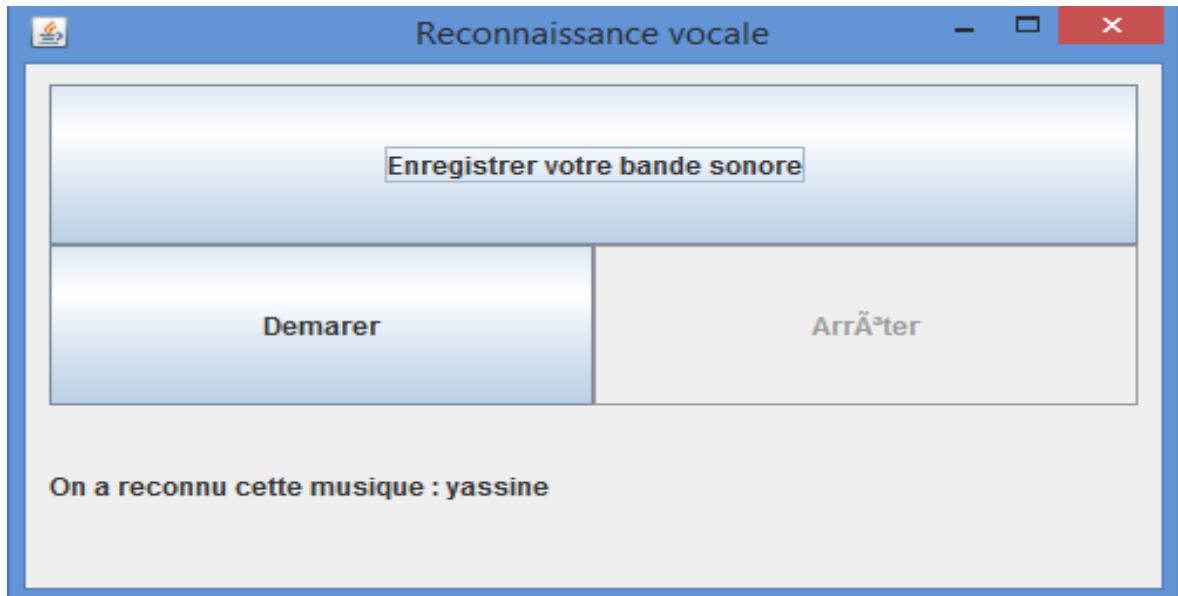 Reconnaissance vocale
Enregistrer votre bande sonore
Demarer
ArrÃªter
On a reconnu cette musique : yassine